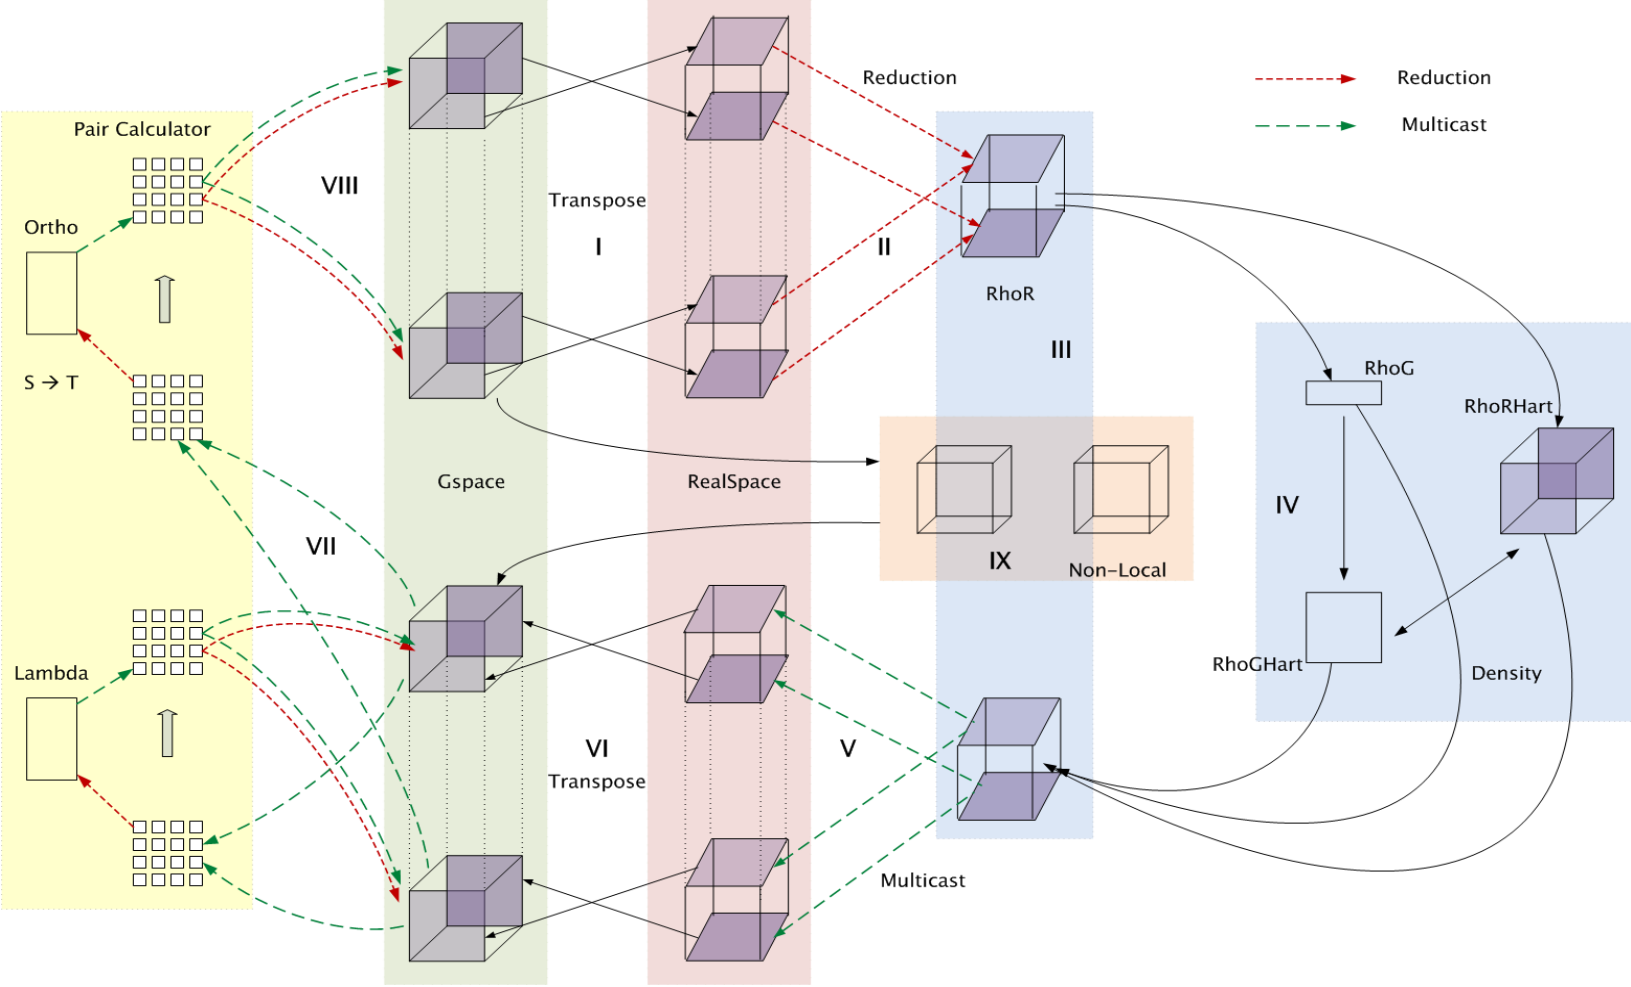 Reduction
Reduction
Multicast
Pair Calculator
VIII
Transpose
I
II
Ortho
RhoR
III
S → T
RhoG
RhoRHart
Gspace
RealSpace
IV
VII
IX
Non-Local
Lambda
RhoGHart
Density
VI
V
Transpose
Multicast